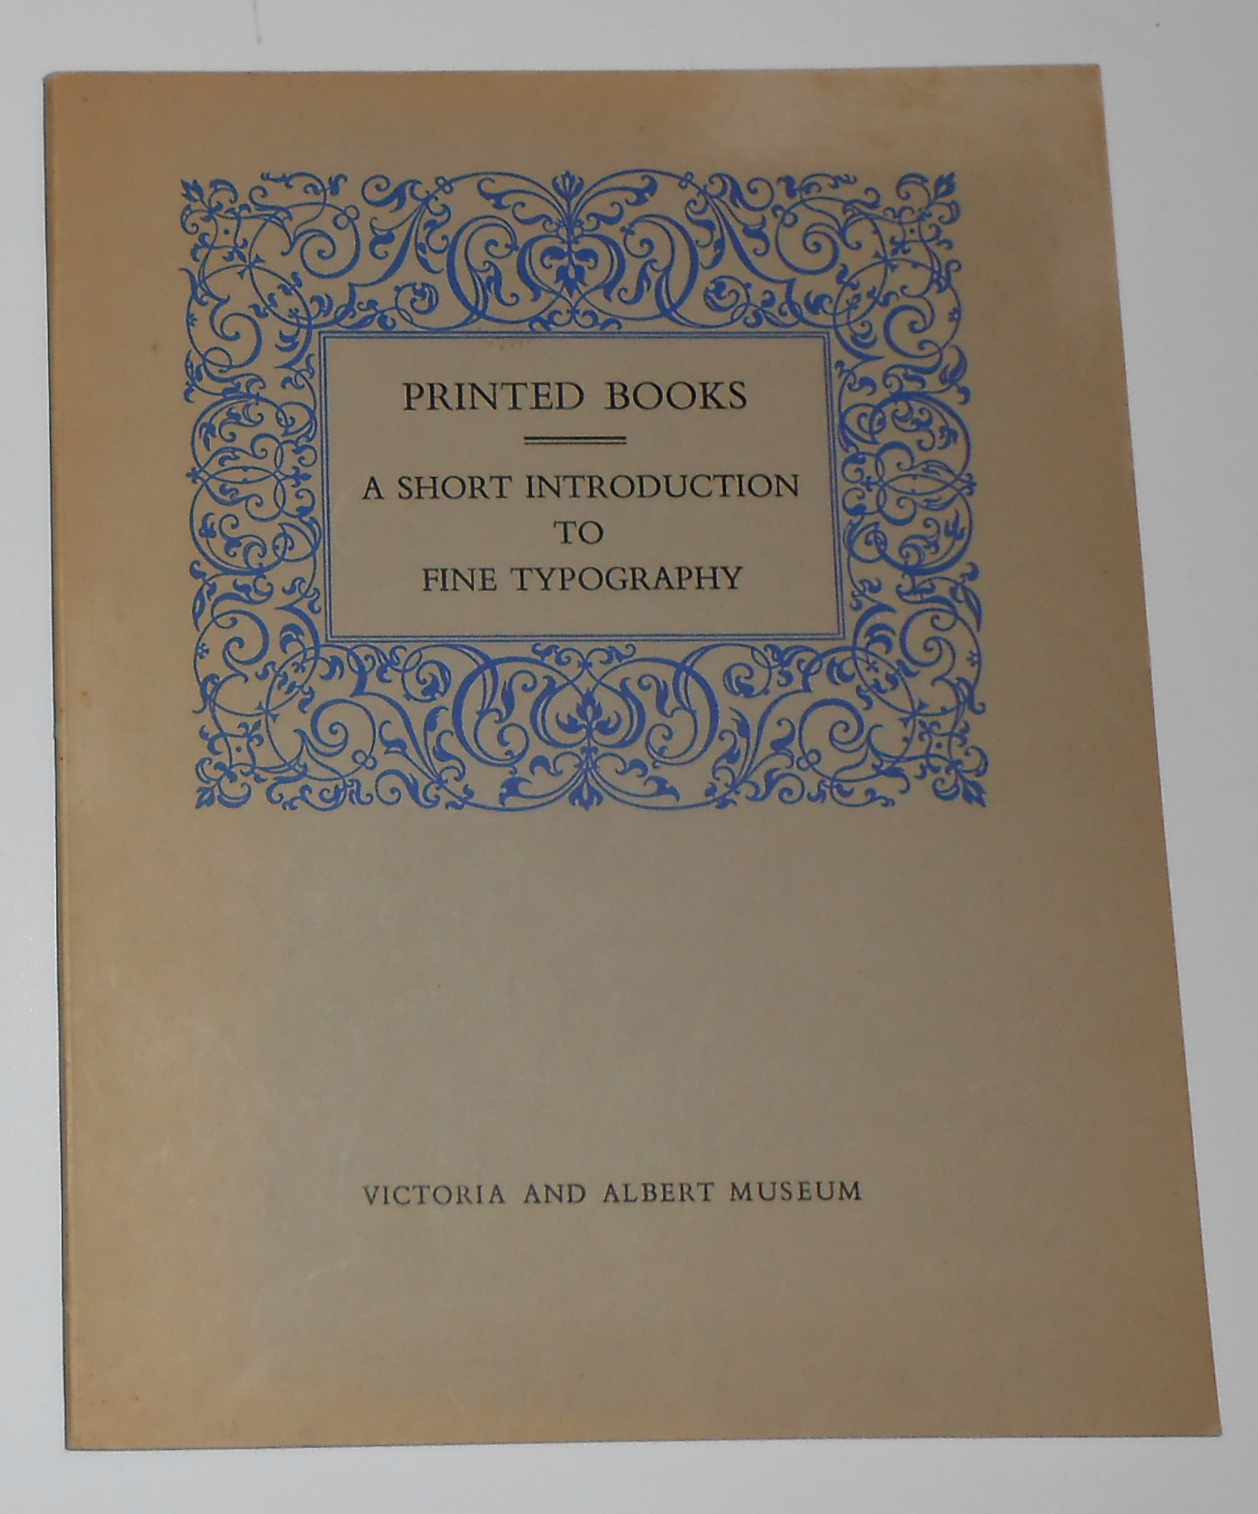 PRINTED BOOKS
A SHORT INTRODUCTION
TO
FINE TYPOGRAPHY
VICTORIA AND ALBERT MUSEUM